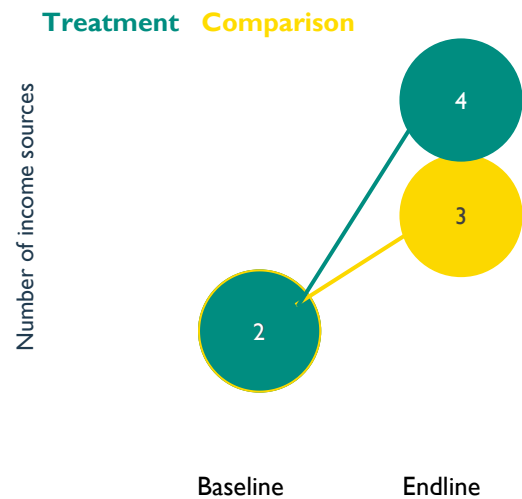 Treatment Comparison
Number of income sources
4
3
2
Baseline Endline